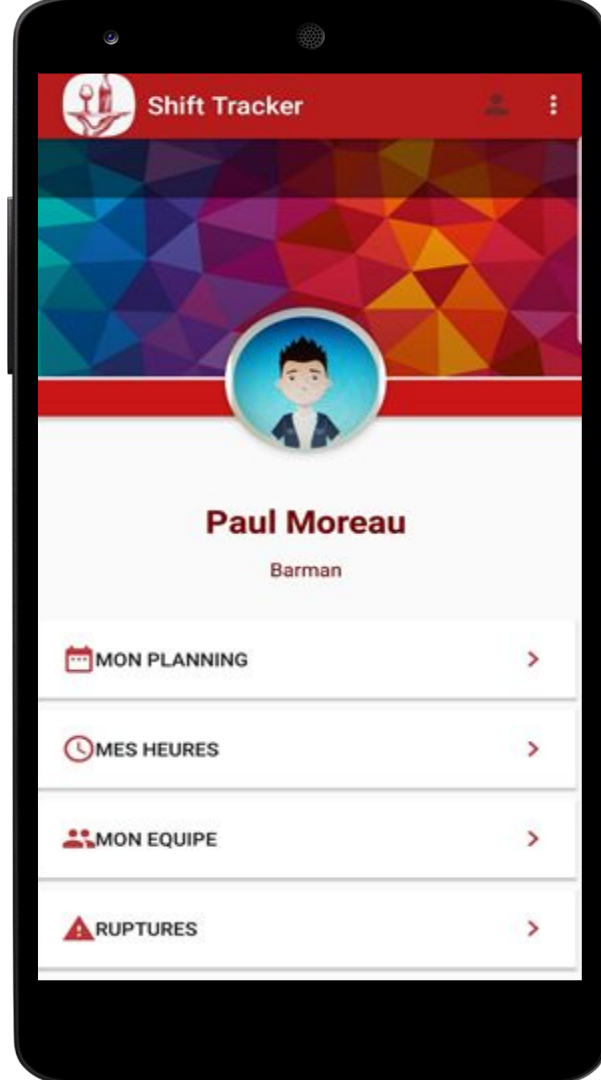 Shift Tracker
Paul Moreau
Barman
MON PLANNING
MES HEURES
MON EQUIPE
RUPTURES